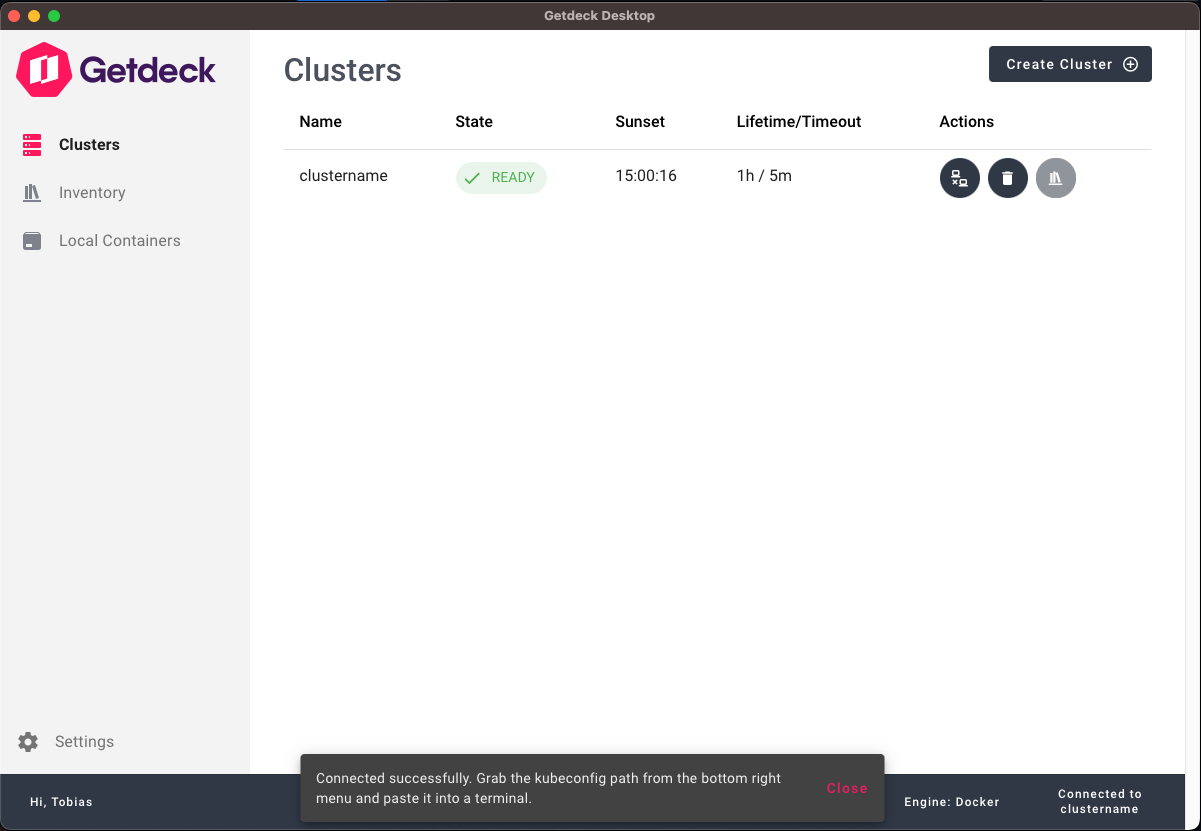 Getdeck Desktop
Getdeck
Clusters
Inventory
Local Containers
Settings
Clusters
Create Cluster
Name State Sunset Lifetime/Timeout Actions
clustername READY 15:00:16 1h / 5m
Connected successfully. Grab the kubeconfig path from the bottom right
menu and paste it into a terminal.
Close
Hi, Tobias
Engine: Docker
Connected to
clustername